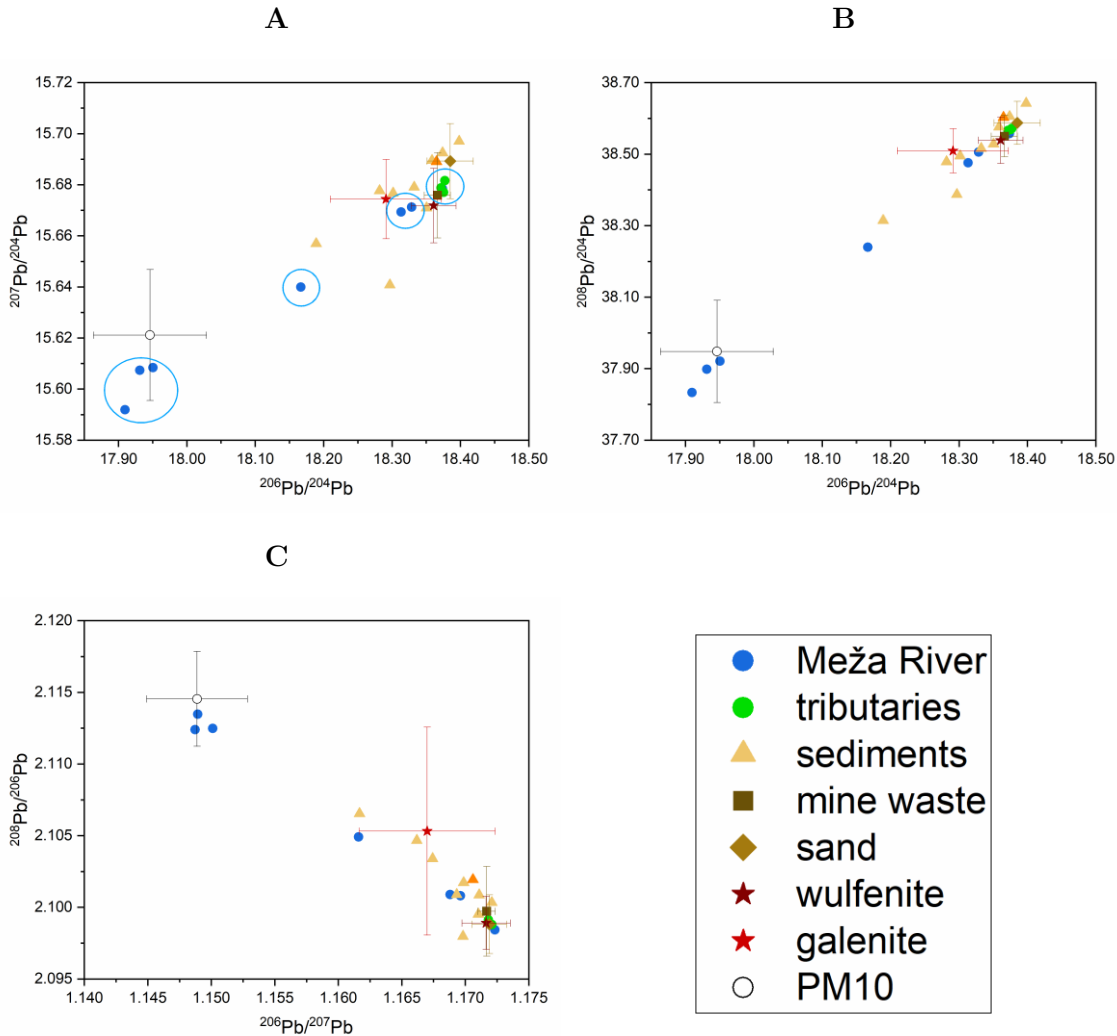 A
B
15.72
15.70
15.68
15.66
15.64
15.62
15.60
15.58
17.90 18.00 18.10 18.20 18.30 18.40 18.50
²⁰⁷Pb/²⁰⁴Pb
²⁰⁶Pb/²⁰⁴Pb
38.70
38.50
38.30
38.10
37.90
37.70
17.90 18.00 18.10 18.20 18.30 18.40 18.50
²⁰⁸Pb/²⁰⁴Pb
²⁰⁶Pb/²⁰⁴Pb
C
2.120
2.115
2.110
2.105
2.100
2.095
1.140 1.145 1.150 1.155 1.160 1.165 1.170 1.175
²⁰⁸Pb/²⁰⁶Pb
²⁰⁶Pb/²⁰⁷Pb
Meža River
tributaries
sediments
mine waste
sand
wulfenite
galenite
PM10